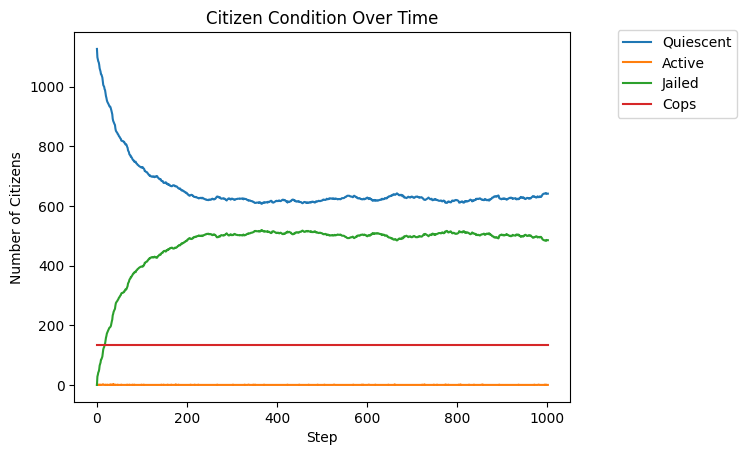 Citizen Condition Over Time
Quiescent
Active
Jailed
Cops
Number of Citizens
1000
800
600
400
200
0
0 200 400 600 800 1000
Step